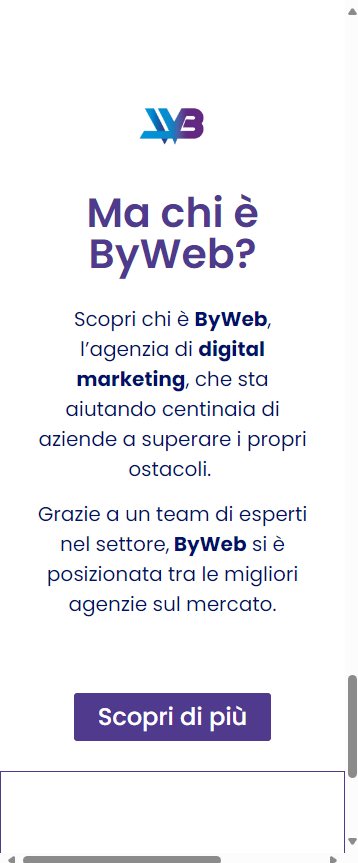 WB
Ma chi è
ByWeb?
Scopri chi è ByWeb,
l’agenzia di digital
marketing, che sta
aiutando centinaia di
aziende a superare i propri
ostacoli.
Grazie a un team di esperti
nel settore, ByWeb si è
posizionata tra le migliori
agenzie sul mercato.
Scopri di più